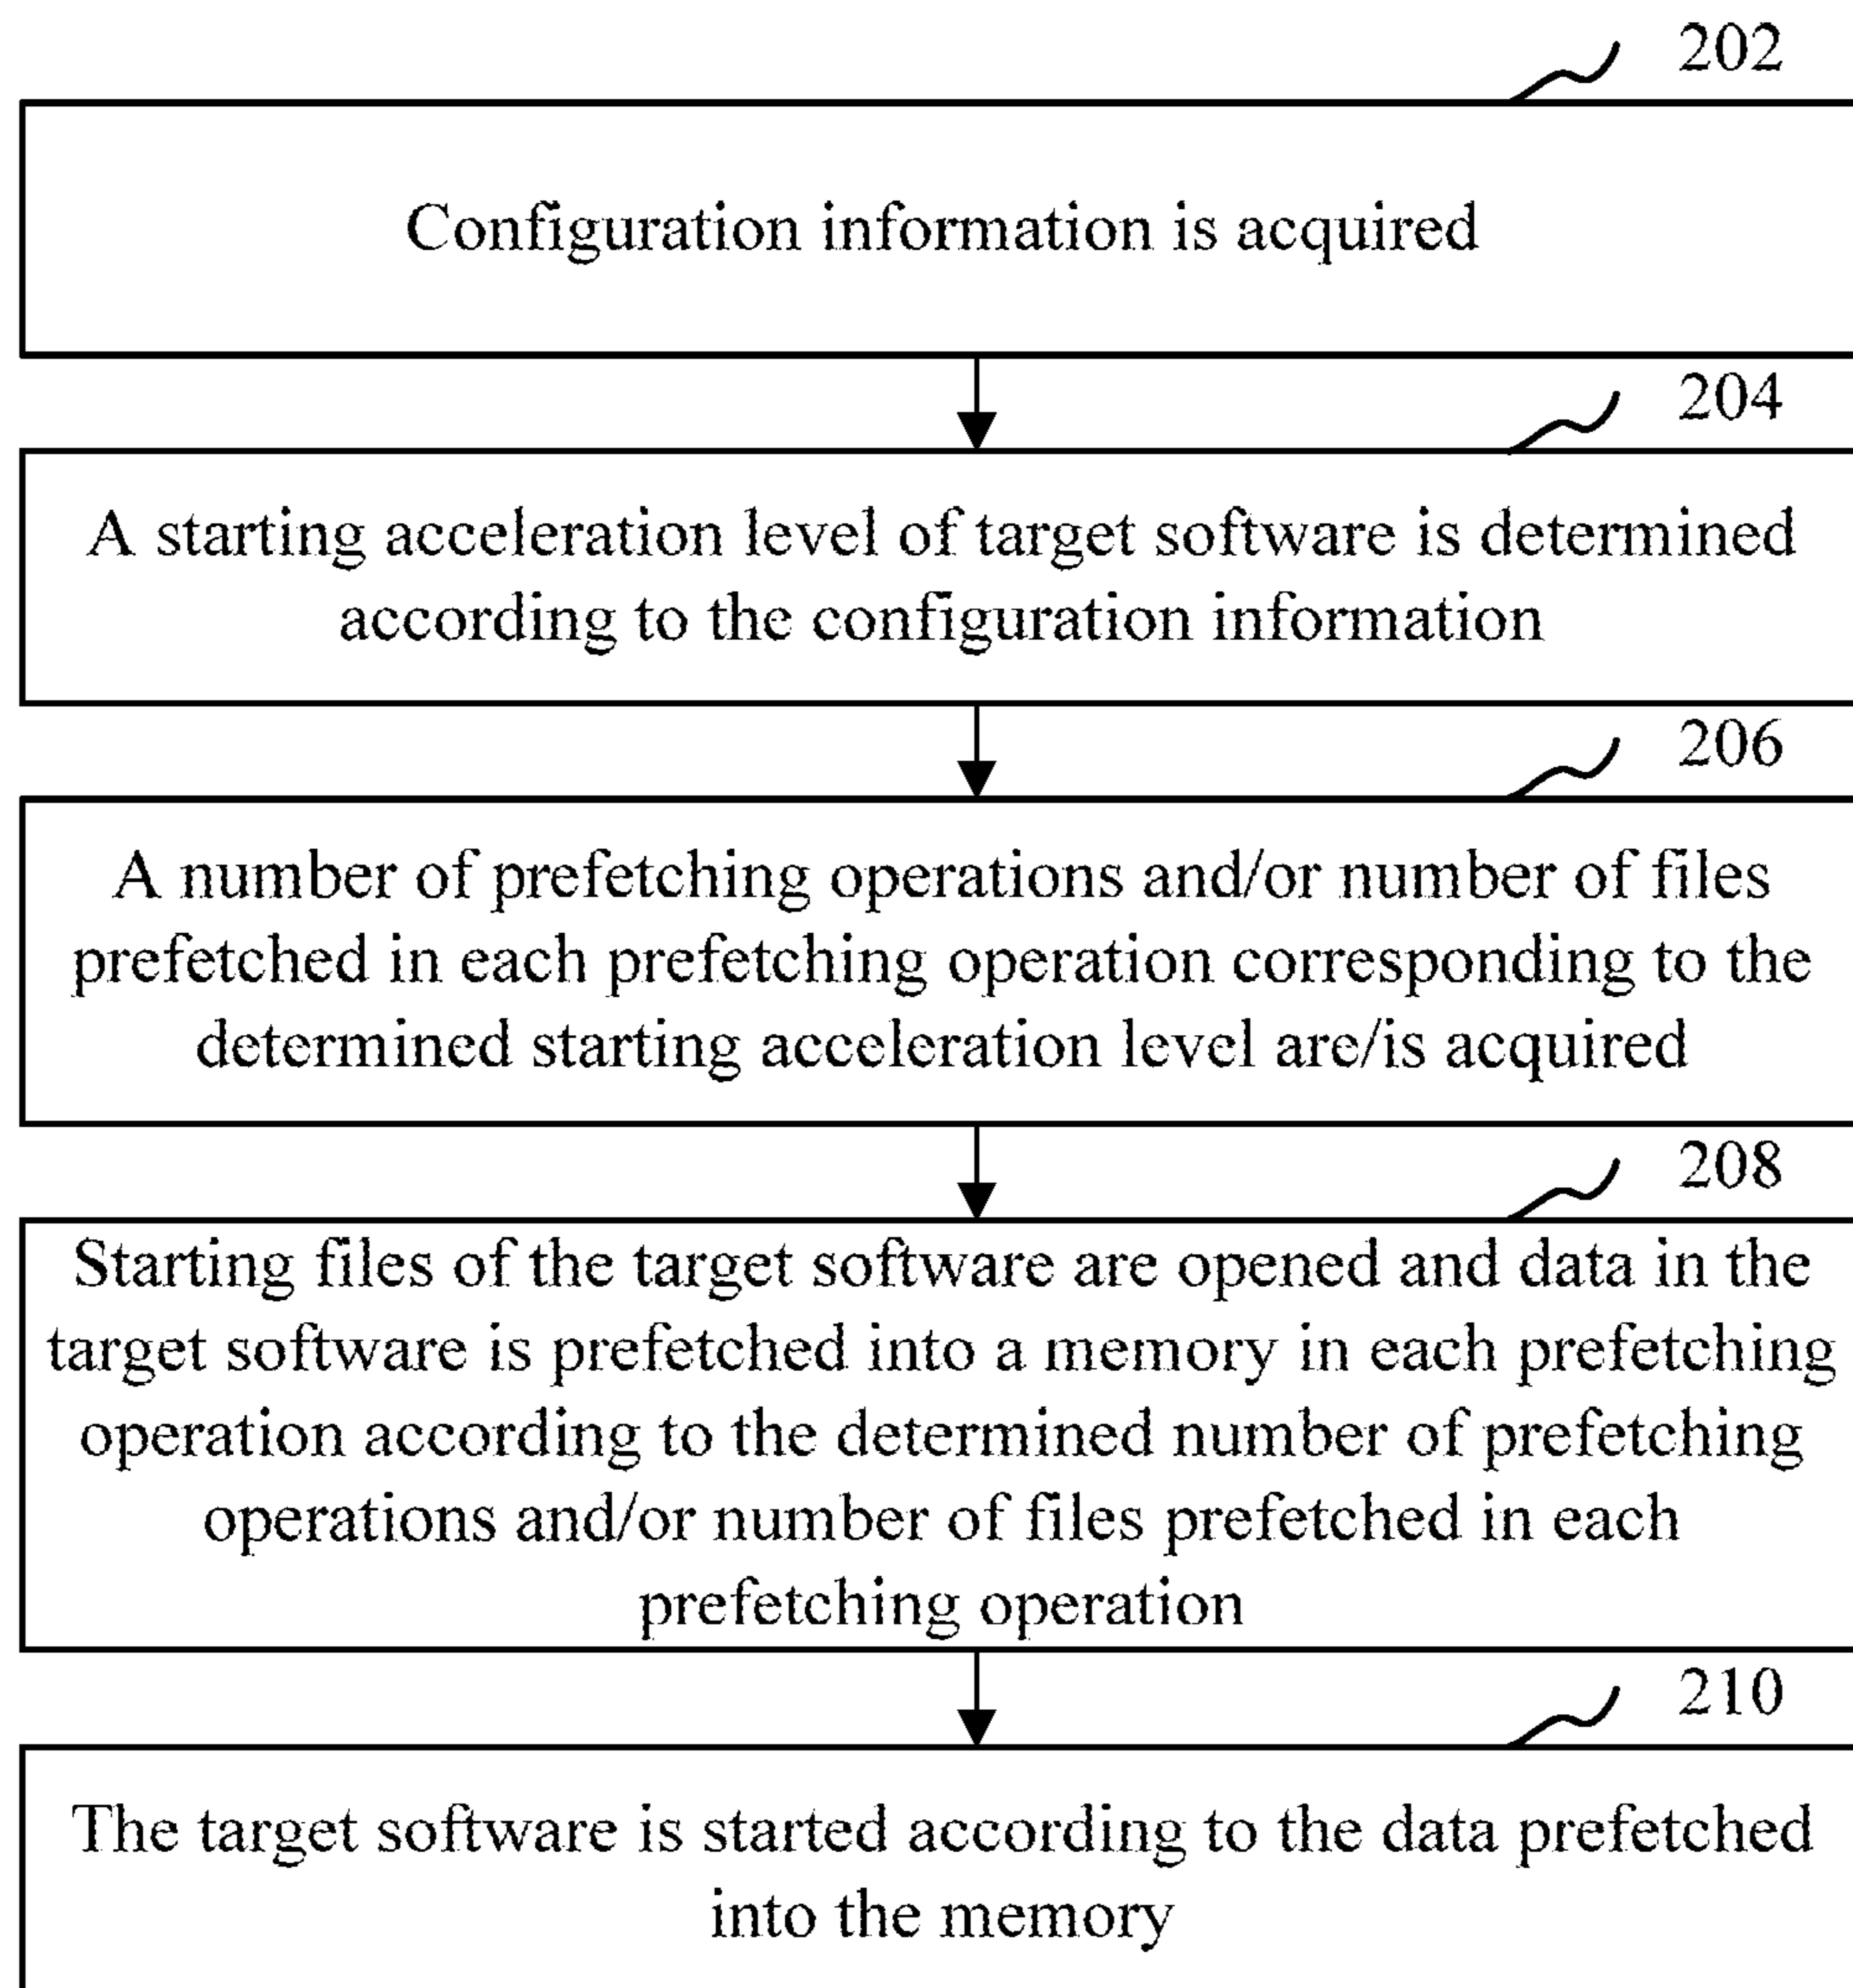 202
Configuration information is acquired
204
A starting acceleration level of target software is determined
according to the configuration information
206
A number of prefetching operations and/or number of files
prefetched in each prefetching operation corresponding to the
determined starting acceleration level are/is acquired
208
Starting files of the target software are opened and data in the
target software is prefetched into a memory in each prefetching
operation according to the determined number of prefetching
operations and/or number of files prefetched in each
prefetching operation
210
The target software is started according to the data prefetched
into the memory